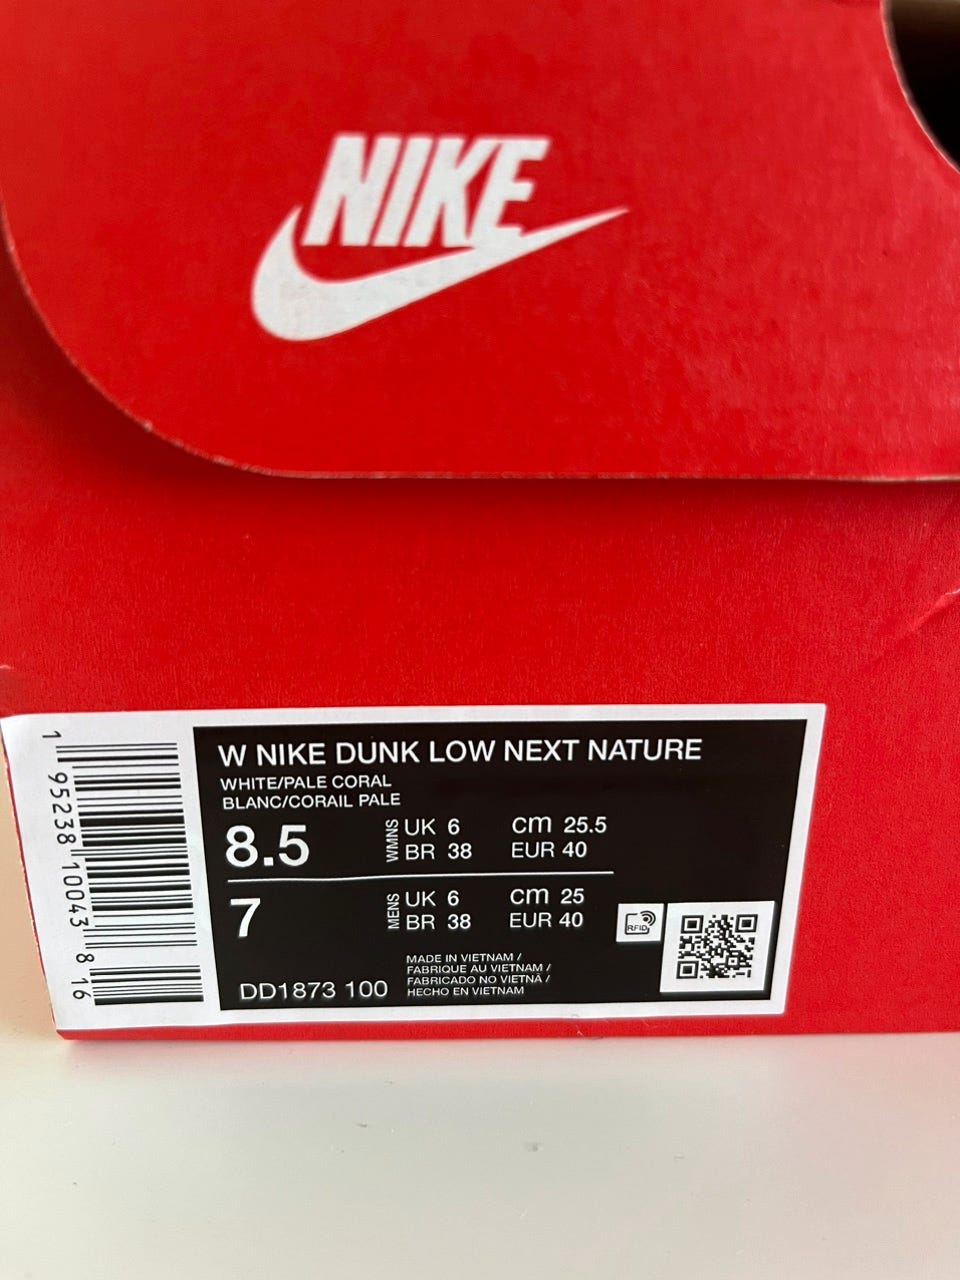 NIKE
W NIKE DUNK LOW NEXT NATURE
WHITE/PALE CORAL
BLANC/CORAIL PALE
8.5 WMNS UK 6 cm 25.5
BR 38 EUR 40
7 MENS UK 6 cm 25
BR 38 EUR 40
RFID
DD1873 100
MADE IN VIETNAM /
FABRIQUE AU VIETNAM /
FABRICADO NO VIETNÃ /
HECHO EN VIETNAM
1 95238 10043 8 16